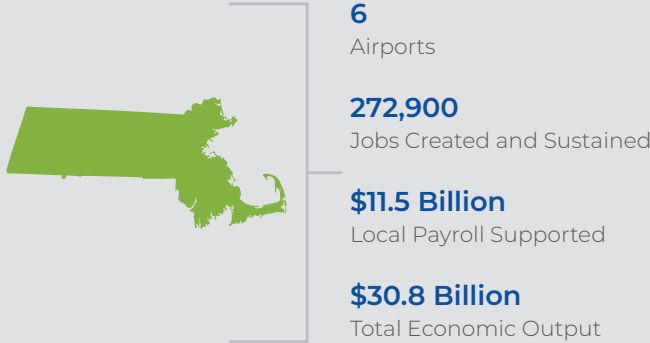 6
Airports
272,900
Jobs Created and Sustained
$11.5 Billion
Local Payroll Supported
$30.8 Billion
Total Economic Output